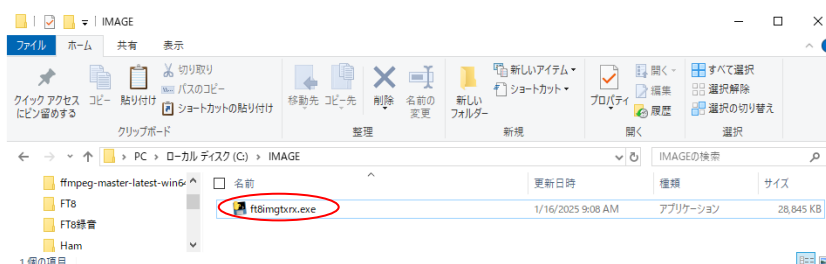 IMAGE
ファイル ホーム 共有 表示
クイック アクセスにピン留めする
コピー
貼り付け
切り取り
パスのコピー
ショートカットの貼り付け
クリップボード
移動先 コピー先
削除
名前の変更
整理
新しいフォルダー
新しいアイテム
ショートカット
新規
プロパティ
開く
編集
履歴
開く
すべて選択
選択解除
選択の切り替え
選択
PC > ローカル ディスク (C:) > IMAGE
IMAGEの検索
名前 更新日時 種類 サイズ
ft8imgtxrx.exe 1/16/2025 9:08 AM アプリケーション 28,845 KB
ffmpeg-master-latest-win64
FT8
FT8録音
Ham
1 個の項目